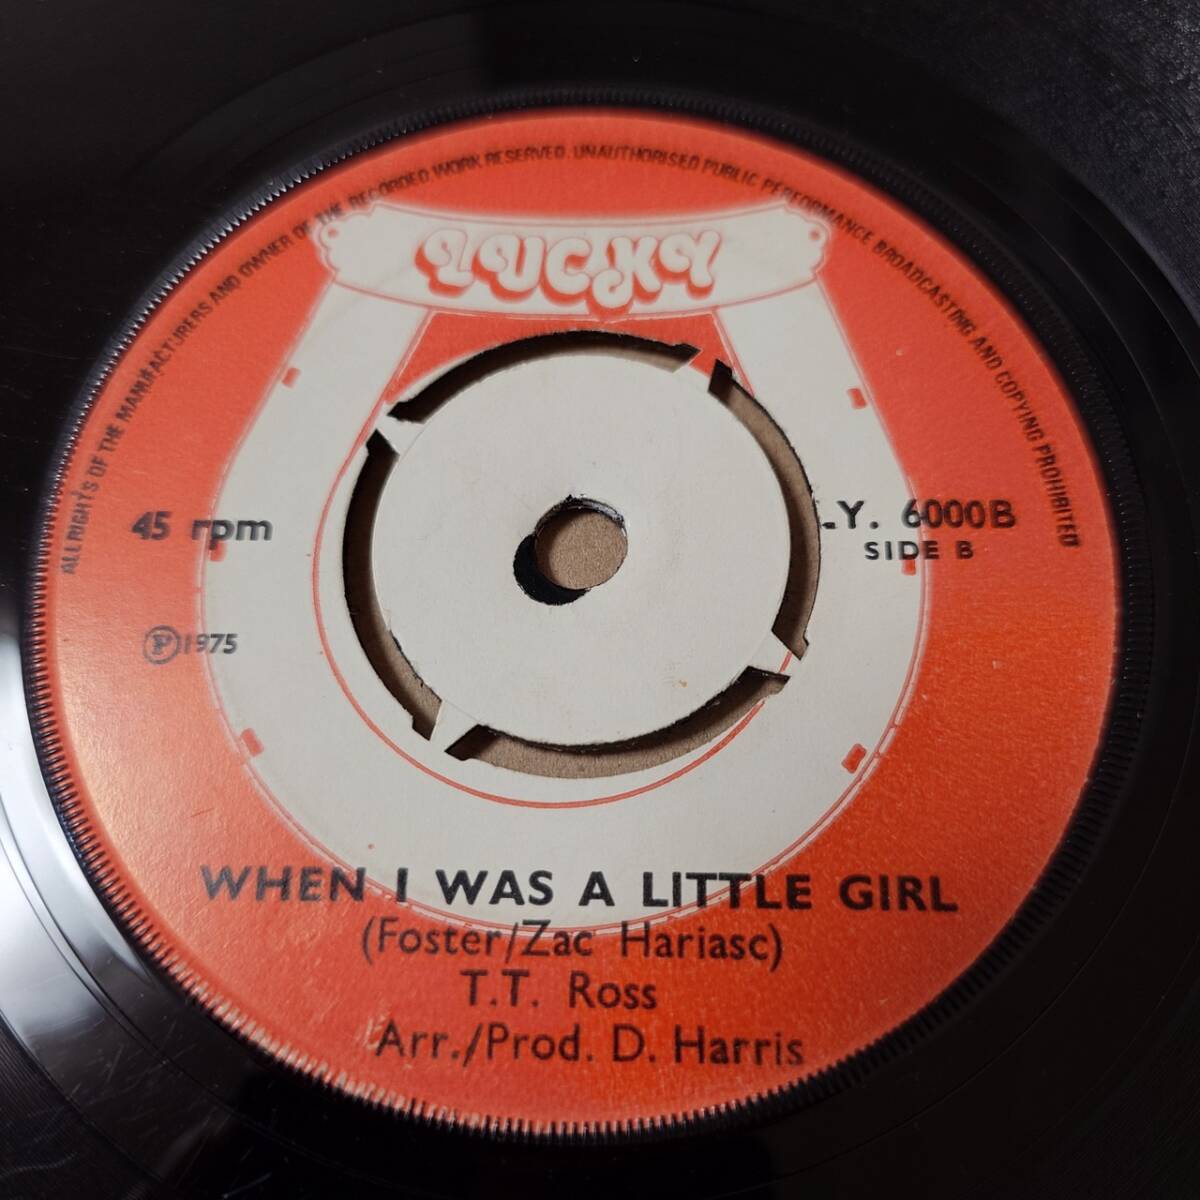 ALL RIGHTS OF THE MANUFACTURERS AND OWNER OF THE RECORDED WORK RESERVED. UNAUTHORISED PUBLIC PERFORMANCE BROADCASTING AND COPYING PROHIBITED
LUCKY
45 rpm
.Y. 6000B
SIDE B
Ⓟ1975
WHEN I WAS A LITTLE GIRL
(Foster/Zac Hariasc)
T.T. Ross
Arr./Prod. D. Harris